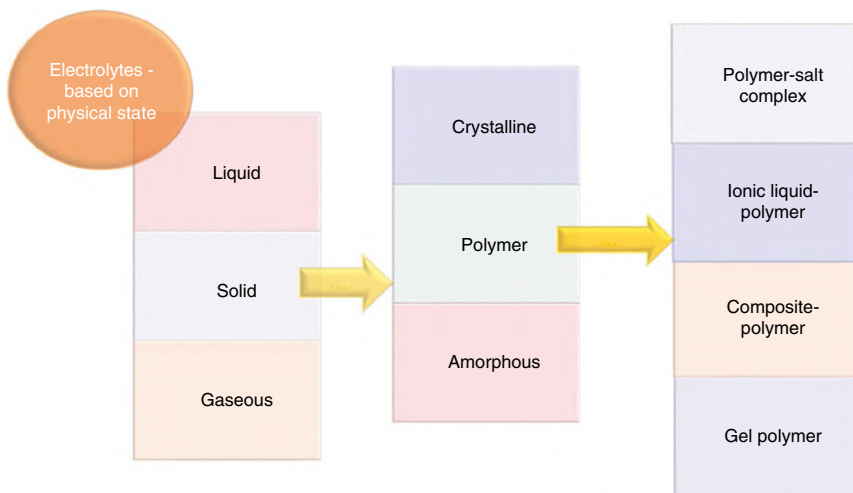 Electrolytes -
based on
physical state
Liquid
Solid
Gaseous
...
Crystalline
Polymer
Amorphous
...
Polymer-salt
complex
Ionic liquid-
polymer
Composite-
polymer
Gel polymer